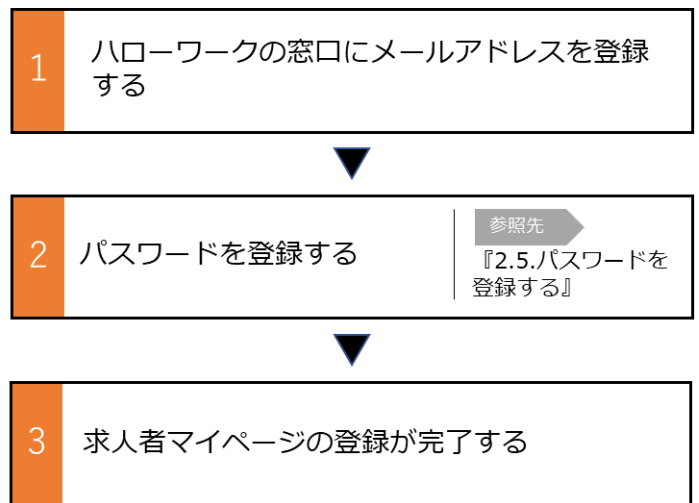 1
ハローワークの窓口にメールアドレスを登録
する
2
パスワードを登録する
参照先
『2.5.パスワードを
登録する』
3
求人者マイページの登録が完了する